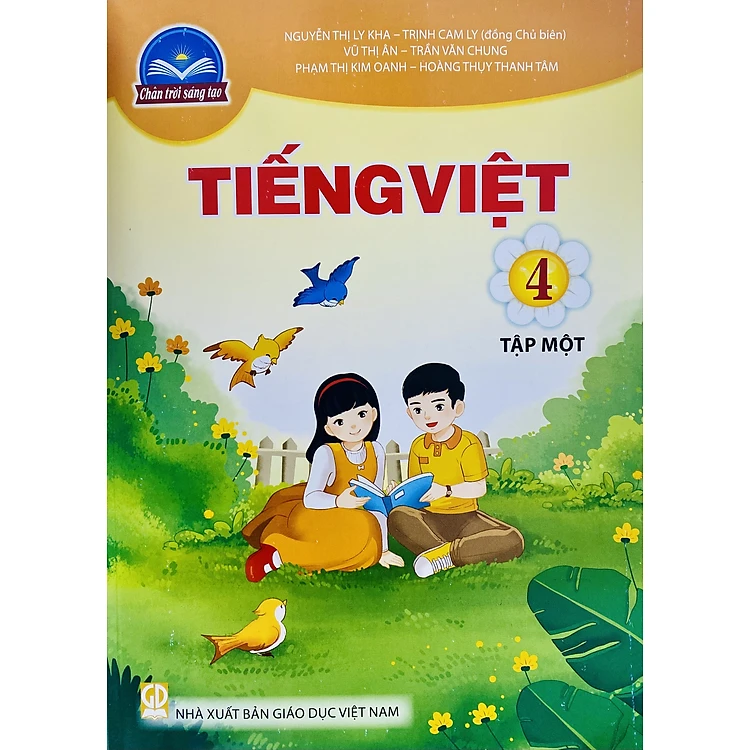 NGUYỄN THỊ LY KHA – TRỊNH CAM LY (đồng Chủ biên)
VŨ THỊ ÂN – TRẦN VĂN CHUNG
PHẠM THỊ KIM OANH – HOÀNG THỤY THANH TÂM
Chân trời sáng tạo
TIẾNG VIỆT
4
TẬP MỘT
GD
NHÀ XUẤT BẢN GIÁO DỤC VIỆT NAM